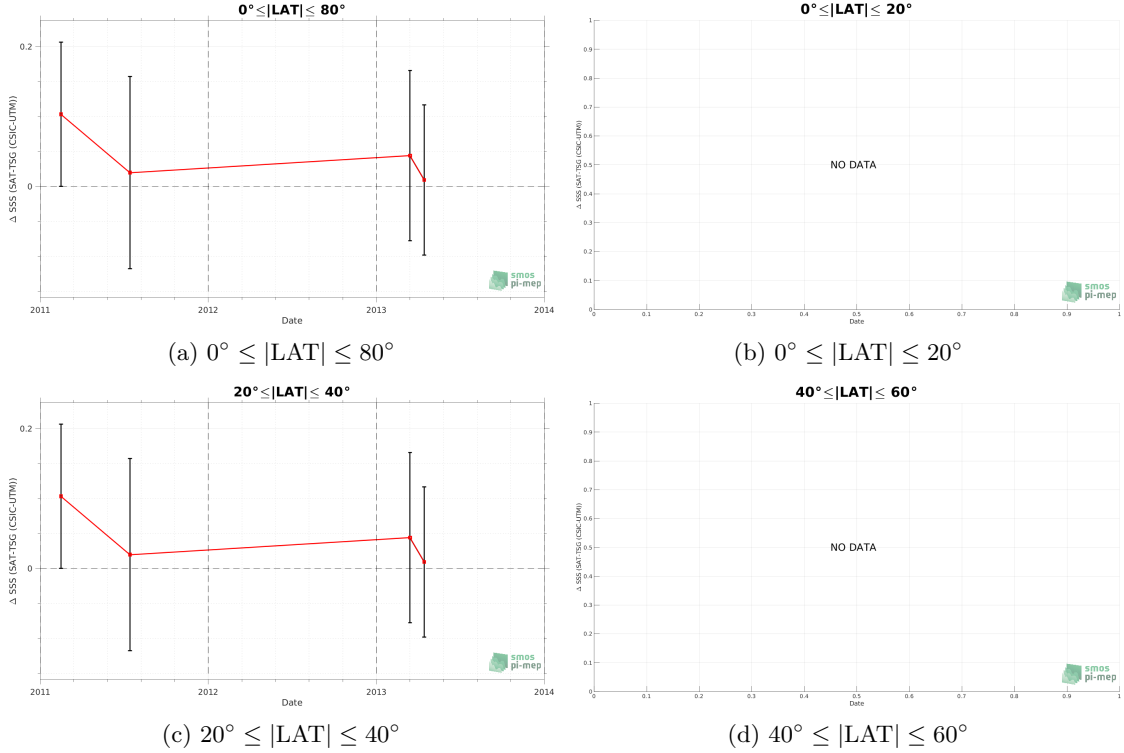 0°≤|LAT|≤ 80°
Δ SSS (SAT-TSG (CSIC-UTM))
0.2
0
2011
2012
2013
2014
Date
smos
pi-mep
(a) 0° ≤ |LAT| ≤ 80°
0°≤|LAT|≤ 20°
Δ SSS (SAT-TSG (CSIC-UTM))
1
0.9
0.8
0.7
0.6
0.5
0.4
0.3
0.2
0.1
0
NO DATA
0
0.1
0.2
0.3
0.4
0.5
0.6
0.7
0.8
0.9
1
Date
smos
pi-mep
(b) 0° ≤ |LAT| ≤ 20°
20°≤|LAT|≤ 40°
Δ SSS (SAT-TSG (CSIC-UTM))
0.2
0
2011
2012
2013
2014
Date
smos
pi-mep
(c) 20° ≤ |LAT| ≤ 40°
40°≤|LAT|≤ 60°
Δ SSS (SAT-TSG (CSIC-UTM))
1
0.9
0.8
0.7
0.6
0.5
0.4
0.3
0.2
0.1
0
NO DATA
0
0.1
0.2
0.3
0.4
0.5
0.6
0.7
0.8
0.9
1
Date
smos
pi-mep
(d) 40° ≤ |LAT| ≤ 60°